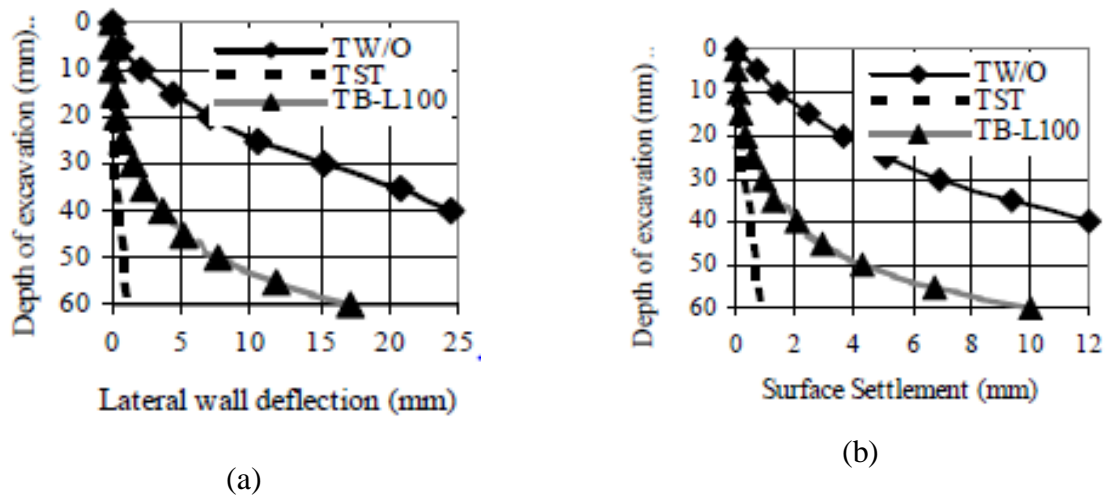 0
10
20
30
40
50
60
Depth of excavation (mm)..
TW/O
TST
TB-L100
0 5 10 15 20 25
Lateral wall deflection (mm)
(a)
0
10
20
30
40
50
60
Depth of excavation (mm) ..
TW/O
TST
TB-L100
0 2 4 6 8 10 12
Surface Settlement (mm)
(b)